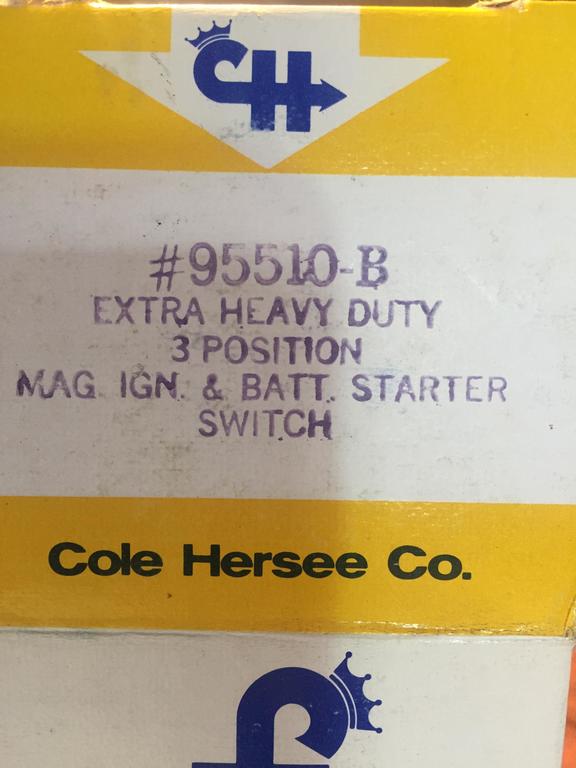 CH
#95510-B
EXTRA HEAVY DUTY
3 POSITION
MAG. IGN. & BATT. STARTER
SWITCH
Cole Hersee Co.